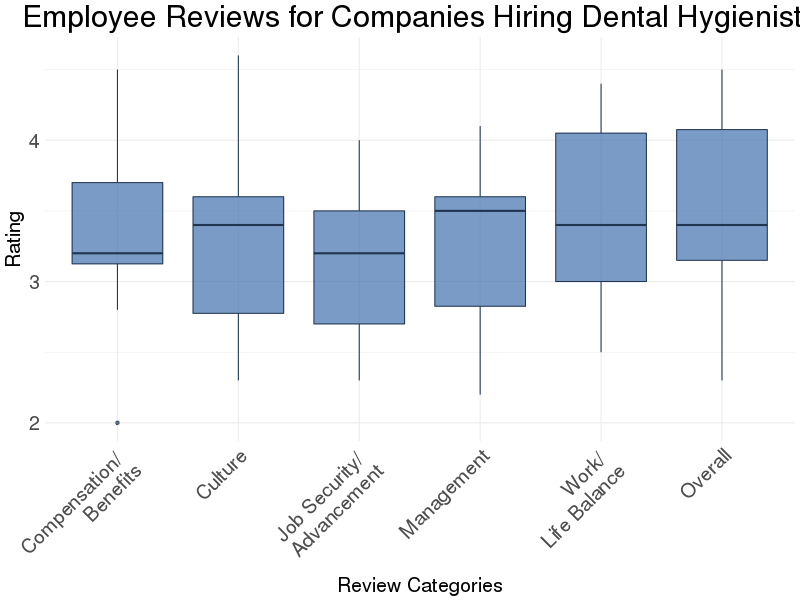 Employee Reviews for Companies Hiring Dental Hygienist
4
3
2
Rating
Compensation/
Benefits
Culture
Job Security/
Advancement
Management
Work/
Life Balance
Overall
Review Categories